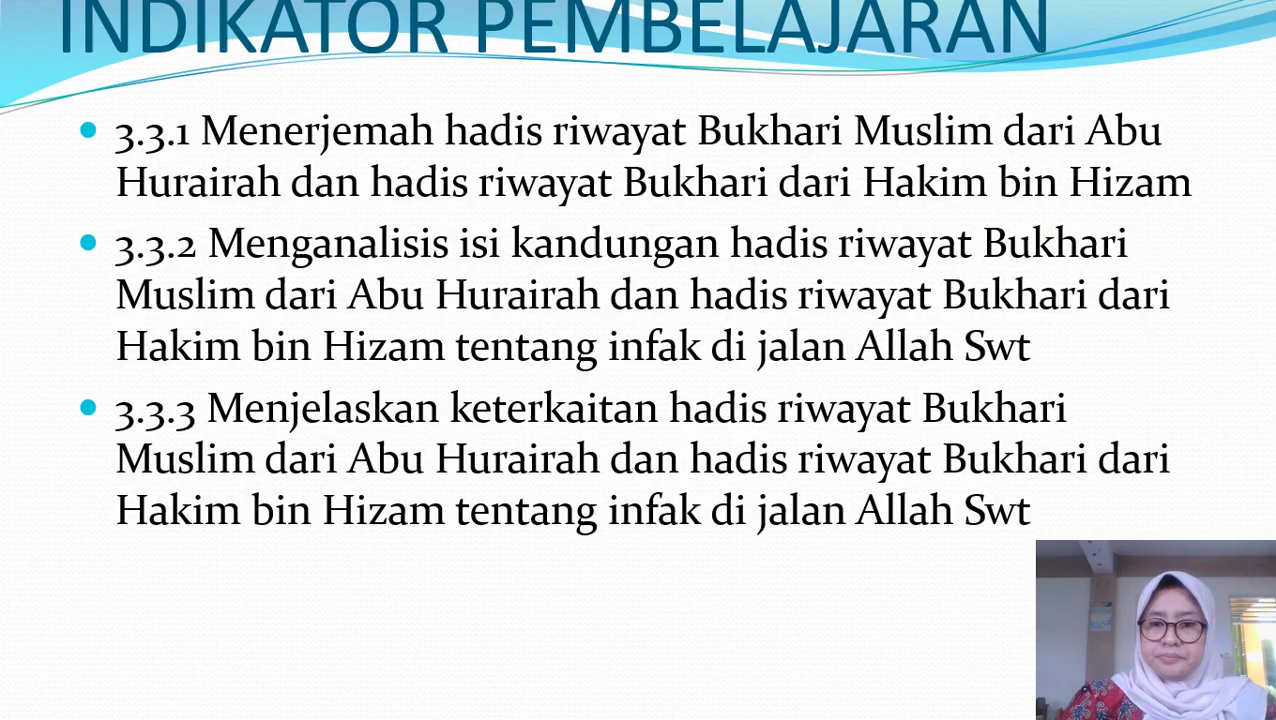 INDIKATOR PEMBELAJARAN
• 3.3.1 Menerjemah hadis riwayat Bukhari Muslim dari Abu
Hurairah dan hadis riwayat Bukhari dari Hakim bin Hizam
• 3.3.2 Menganalisis isi kandungan hadis riwayat Bukhari
Muslim dari Abu Hurairah dan hadis riwayat Bukhari dari
Hakim bin Hizam tentang infak di jalan Allah Swt
• 3.3.3 Menjelaskan keterkaitan hadis riwayat Bukhari
Muslim dari Abu Hurairah dan hadis riwayat Bukhari dari
Hakim bin Hizam tentang infak di jalan Allah Swt